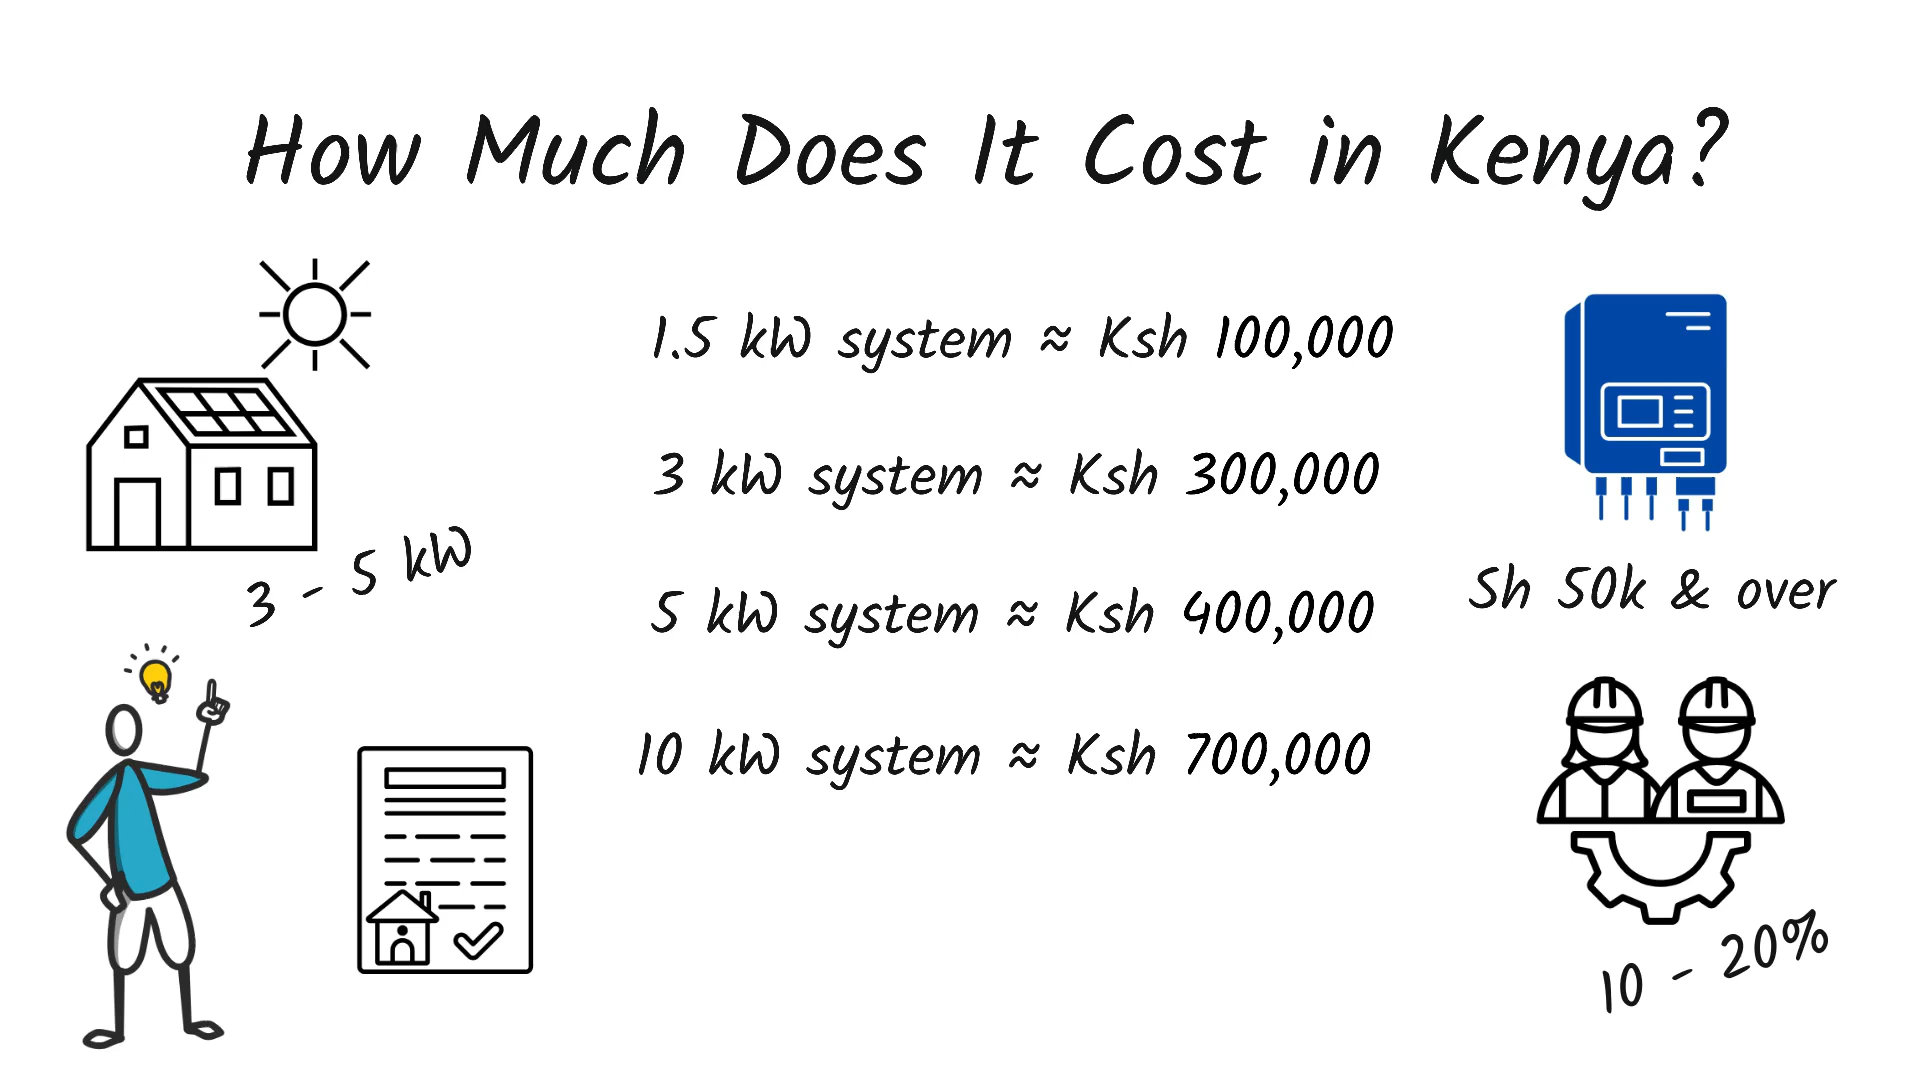 How Much Does It Cost in Kenya?
1.5 kW system ≈ Ksh 100,000
3 kW system ≈ Ksh 300,000
5 kW system ≈ Ksh 400,000
10 kW system ≈ Ksh 700,000
3 - 5 kW
Sh 50k & over
10 - 20%